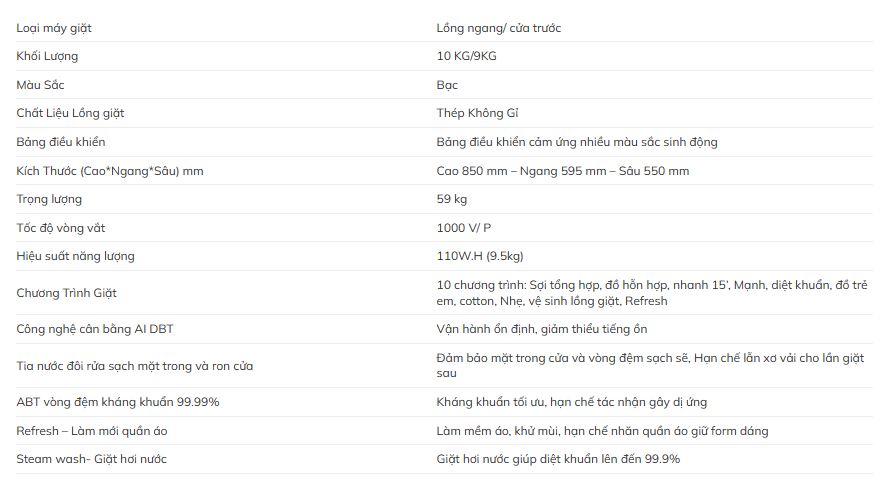 Loại máy giặt Lồng ngang/ cửa trước
Khối Lượng 10 KG/9KG
Màu Sắc Bạc
Chất Liệu Lồng giặt Thép Không Gỉ
Bảng điều khiển Bảng điều khiển cảm ứng nhiều màu sắc sinh động
Kích Thước (Cao*Ngang*Sâu) mm Cao 850 mm – Ngang 595 mm – Sâu 550 mm
Trọng lượng 59 kg
Tốc độ vòng vắt 1000 V/ P
Hiệu suất năng lượng 110W.H (9.5kg)
Chương Trình Giặt 10 chương trình: Sợi tổng hợp, đồ hỗn hợp, nhanh 15’, Mạnh, diệt khuẩn, đồ trẻ
em, cotton, Nhẹ, vệ sinh lồng giặt, Refresh
Công nghệ cân bằng AI DBT Vận hành ổn định, giảm thiểu tiếng ồn
Tia nước đôi rửa sạch mặt trong và ron cửa Đảm bảo mặt trong cửa và vòng đệm sạch sẽ, Hạn chế lẫn xơ vải cho lần giặt
sau
ABT vòng đệm kháng khuẩn 99.99% Kháng khuẩn tối ưu, hạn chế tác nhận gây dị ứng
Refresh – Làm mới quần áo Làm mềm áo, khử mùi, hạn chế nhăn quần áo giữ form dáng
Steam wash- Giặt hơi nước Giặt hơi nước giúp diệt khuẩn lên đến 99.9%